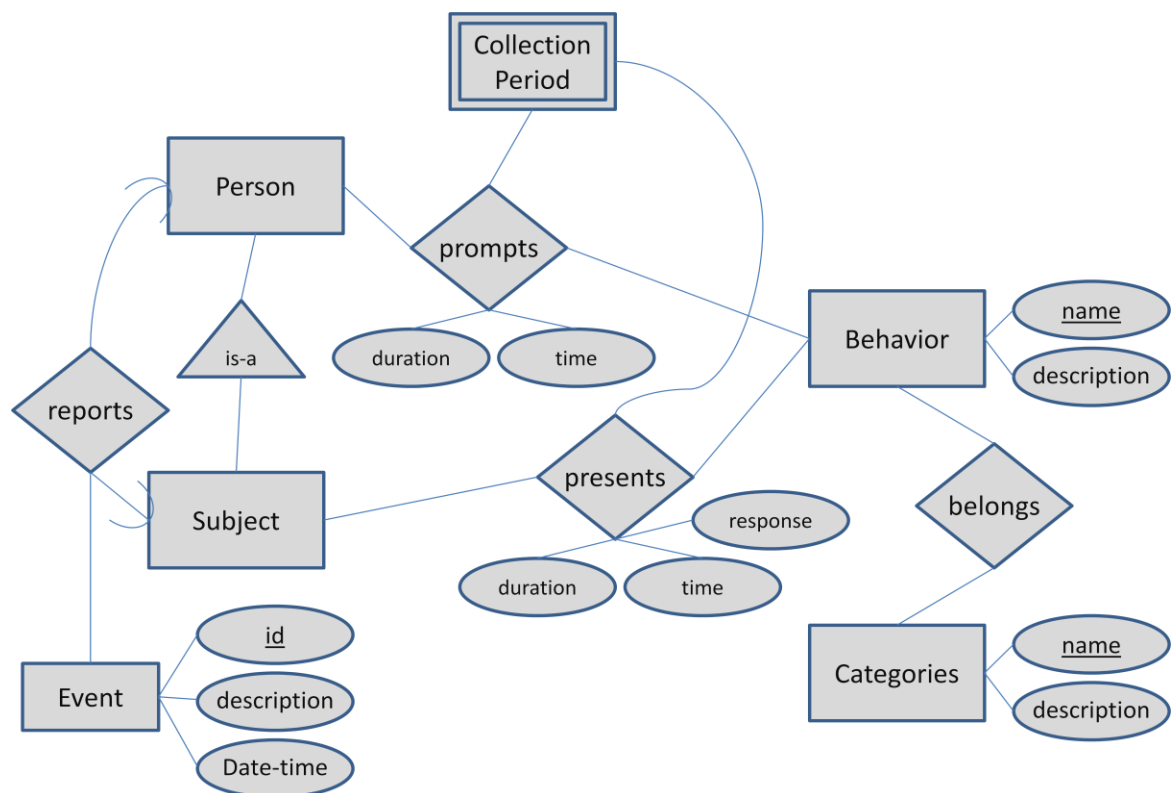 Collection
Period
Person
prompts
is-a
duration
time
name
Behavior
description
reports
presents
belongs
Subject
response
duration
time
id
name
Event
description
Categories
description
Date-time